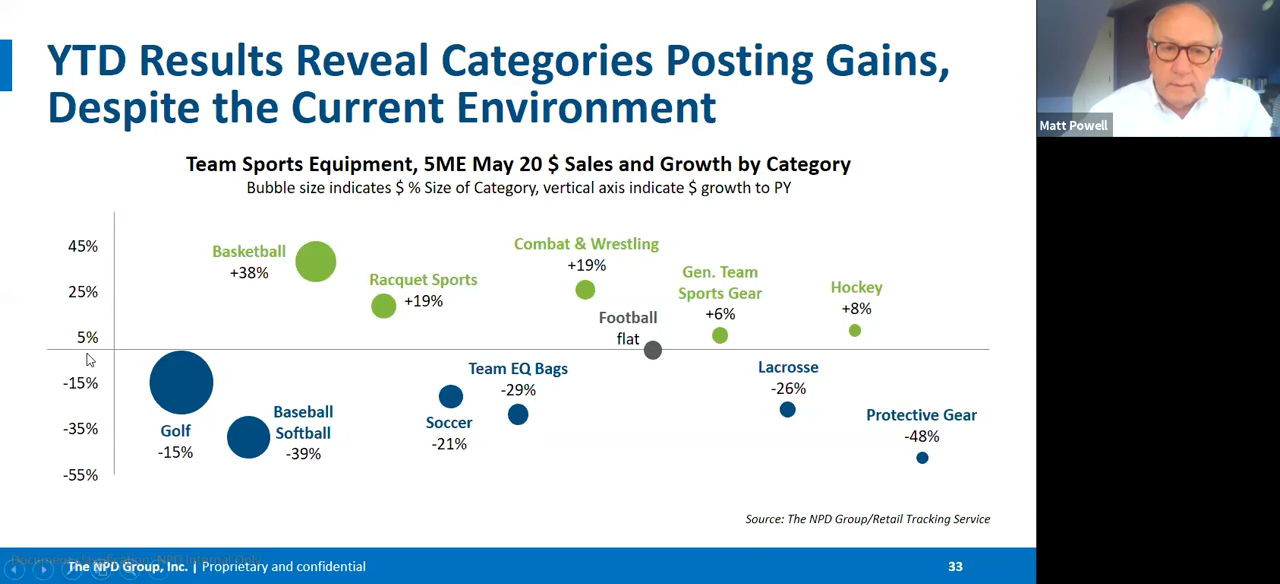 YTD Results Reveal Categories Posting Gains,
Despite the Current Environment
Matt Powell
Team Sports Equipment, 5ME May 20 $ Sales and Growth by Category
Bubble size indicates $ % Size of Category, vertical axis indicate $ growth to PY
45%
25%
5%
-15%
-35%
-55%
Basketball
+38%
Racquet Sports
+19%
Combat & Wrestling
+19%
Gen. Team
Sports Gear
+6%
Hockey
+8%
Football
flat
Golf
-15%
Baseball
Softball
-39%
Soccer
-21%
Team EQ Bags
-29%
Lacrosse
-26%
Protective Gear
-48%
Source: The NPD Group/Retail Tracking Service
The NPD Group, Inc. | Proprietary and confidential
33